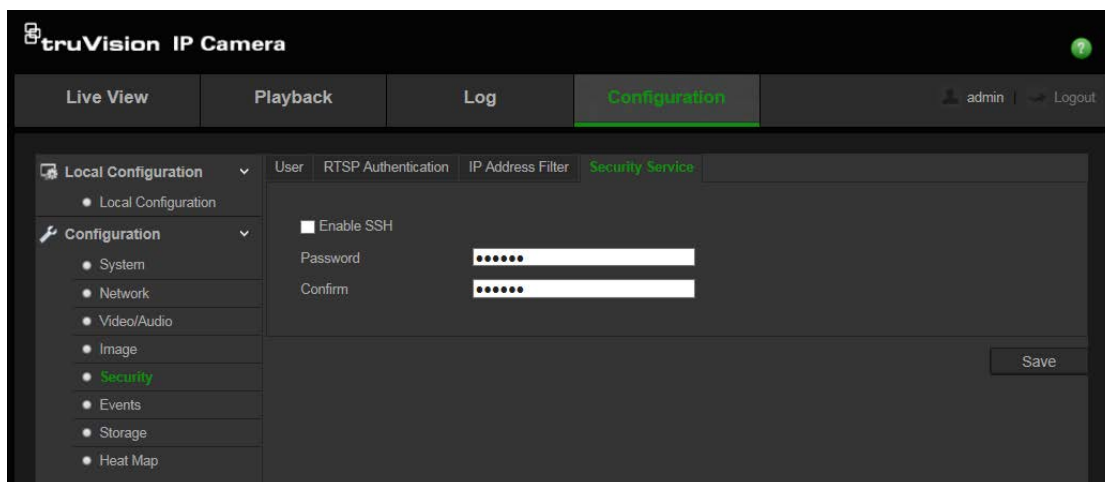 truVision IP Camera
?
Live View Playback Log Configuration admin | Logout
Local Configuration
Local Configuration
Configuration
System
Network
Video/Audio
Image
Security
Events
Storage
Heat Map
User RTSP Authentication IP Address Filter Security Service
Enable SSH
Password ••••••
Confirm ••••••
Save